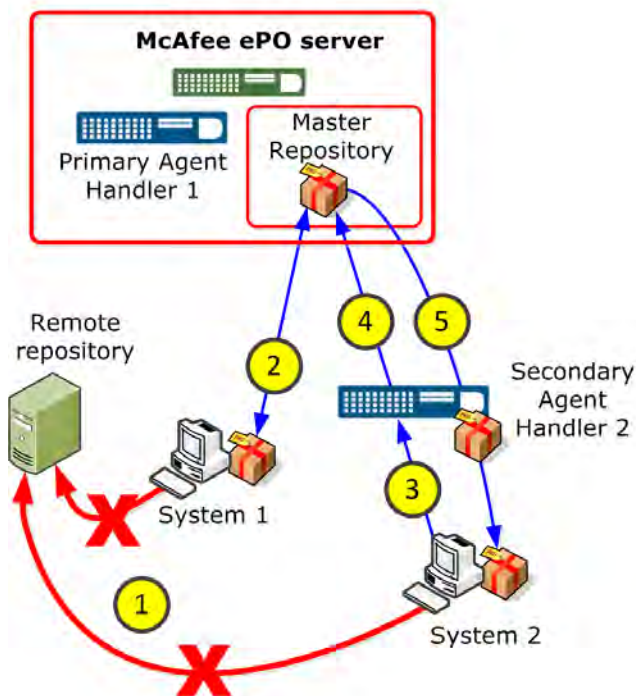 McAfee ePO server
Master
Repository
Primary Agent
Handler 1
Remote
repository
2
4
5
Secondary
Agent
Handler 2
3
System 1
1
System 2